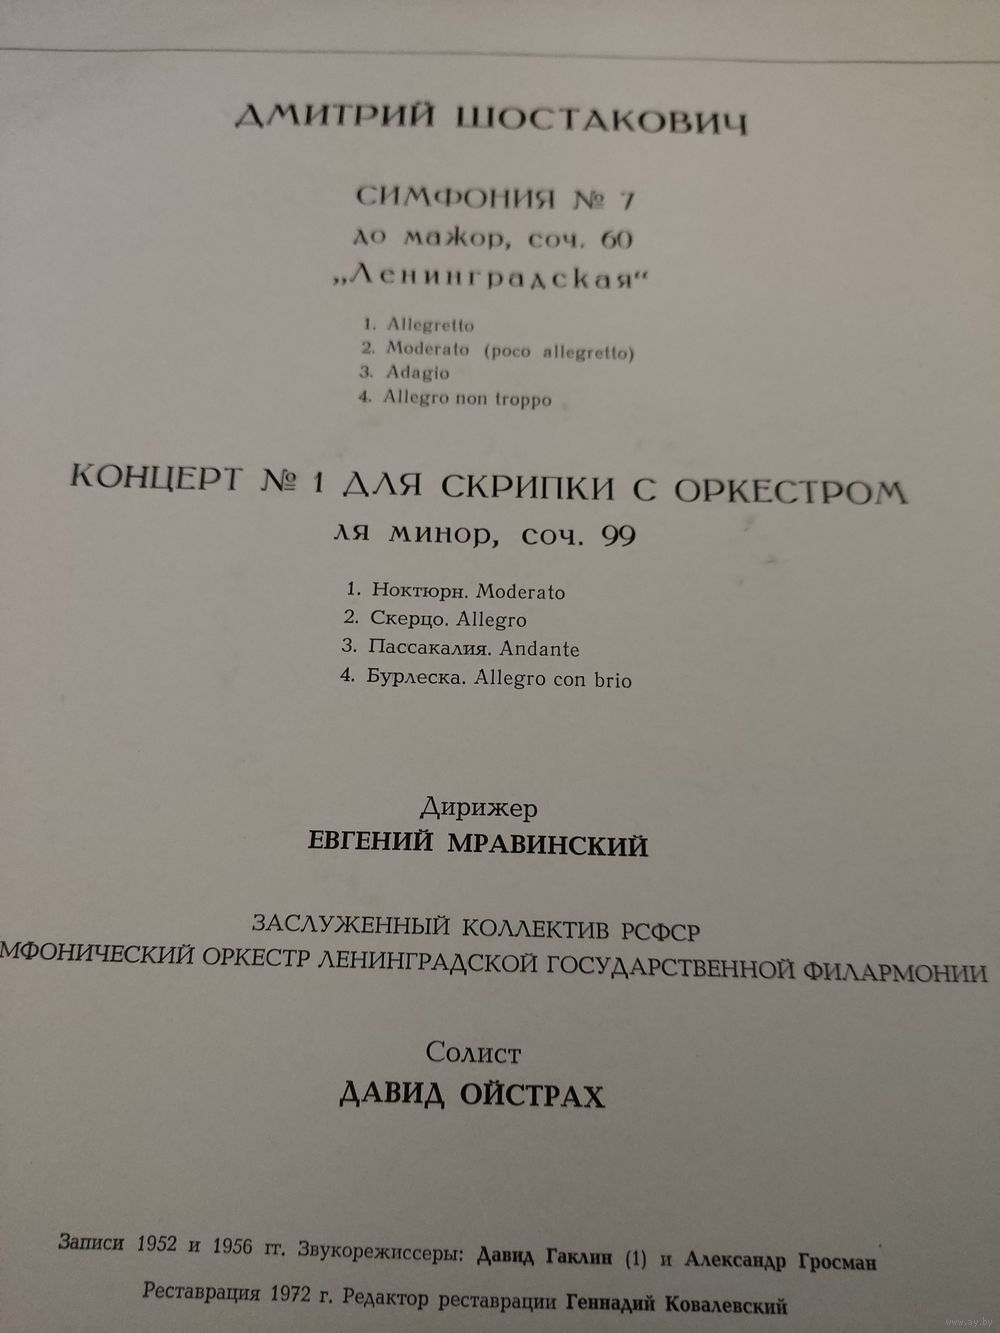 ДМИТРИЙ ШОСТАКОВИЧ
СИМФОНИЯ № 7
до мажор, соч. 60
„Ленинградская“
1. Allegretto
2. Moderato (poco allegretto)
3. Adagio
4. Allegro non troppo
КОНЦЕРТ № 1 ДЛЯ СКРИПКИ С ОРКЕСТРОМ
ля минор, соч. 99
1. Ноктюрн. Moderato
2. Скерцо. Allegro
3. Пассакалия. Andante
4. Бурлеска. Allegro con brio
Дирижер
ЕВГЕНИЙ МРАВИНСКИЙ
ЗАСЛУЖЕННЫЙ КОЛЛЕКТИВ РСФСР
МФОНИЧЕСКИЙ ОРКЕСТР ЛЕНИНГРАДСКОЙ ГОСУДАРСТВЕННОЙ ФИЛАРМОНИИ
Солист
ДАВИД ОЙСТРАХ
Записи 1952 и 1956 гг. Звукорежиссеры: Давид Гаклин (1) и Александр Гросман
Реставрация 1972 г. Редактор реставрации Геннадий Ковалевский
www.ay.by